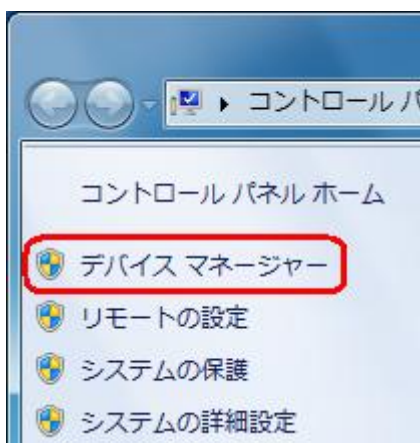 コントロール パ
コントロール パネル ホーム
デバイス マネージャー
リモートの設定
システムの保護
システムの詳細設定